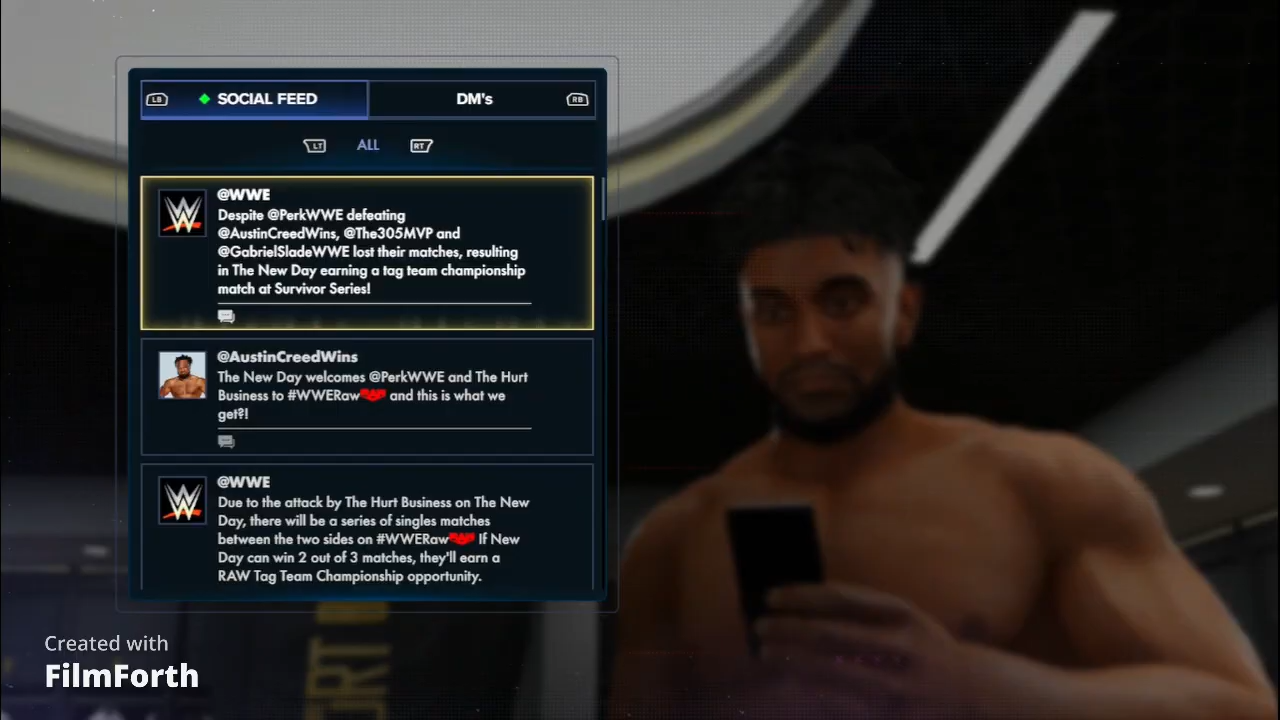 LB SOCIAL FEED DM's RB
LT ALL RT
@WWE
Despite @PerkWWE defeating
@AustinCreedWins, @The305MVP and
@GabrielSladeWWE lost their matches, resulting
in The New Day earning a tag team championship
match at Survivor Series!
@AustinCreedWins
The New Day welcomes @PerkWWE and The Hurt
Business to #WWERaw and this is what we
get?!
@WWE
Due to the attack by The Hurt Business on The New
Day, there will be a series of singles matches
between the two sides on #WWERaw If New
Day can win 2 out of 3 matches, they'll earn a
RAW Tag Team Championship opportunity.
Created with
FilmForth